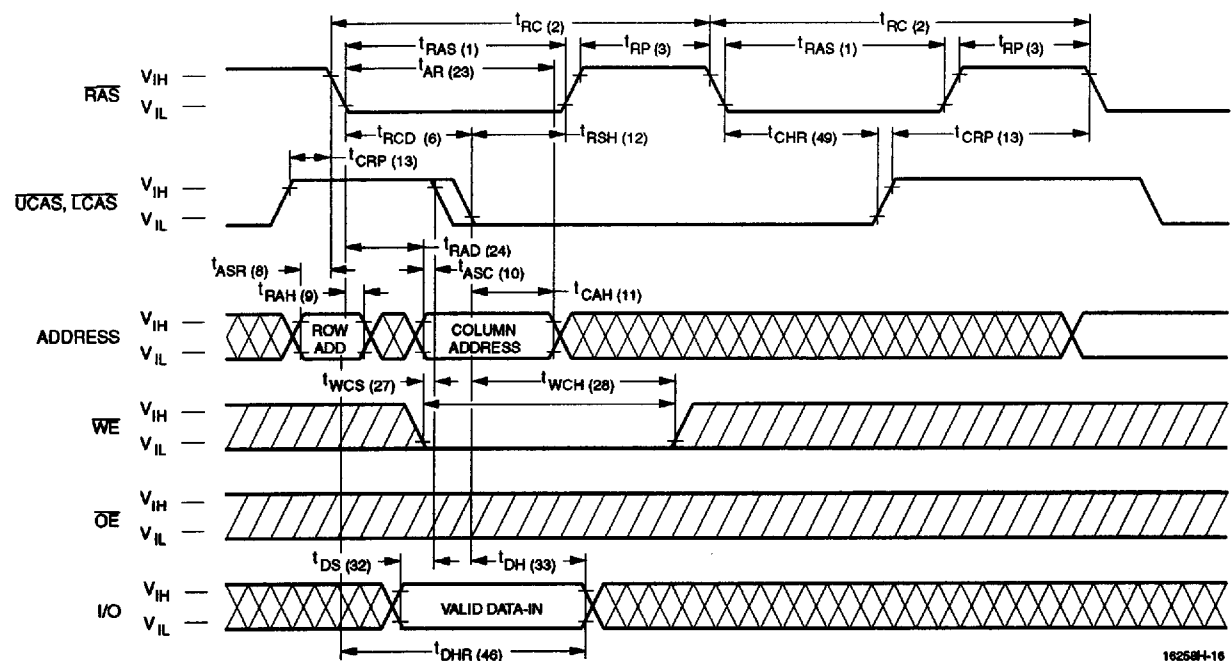 tRC (2) tRC (2)
tRAS (1) tRP (3) tRAS (1) tRP (3)
tAR (23)
RAS VIH
VIL
tRCD (6) tRSH (12) tCHR (49) tCRP (13)
tCRP (13)
UCAS, LCAS VIH
VIL
tRAD (24)
tASR (8) tASC (10)
tRAH (9) tCAH (11)
ADDRESS VIH ROW ADD COLUMN ADDRESS
VIL
tWCS (27) tWCH (28)
WE VIH
VIL
OE VIH
VIL
tDS (32) tDH (33)
I/O VIH VALID DATA-IN
VIL
tDHR (46)
16258H-16